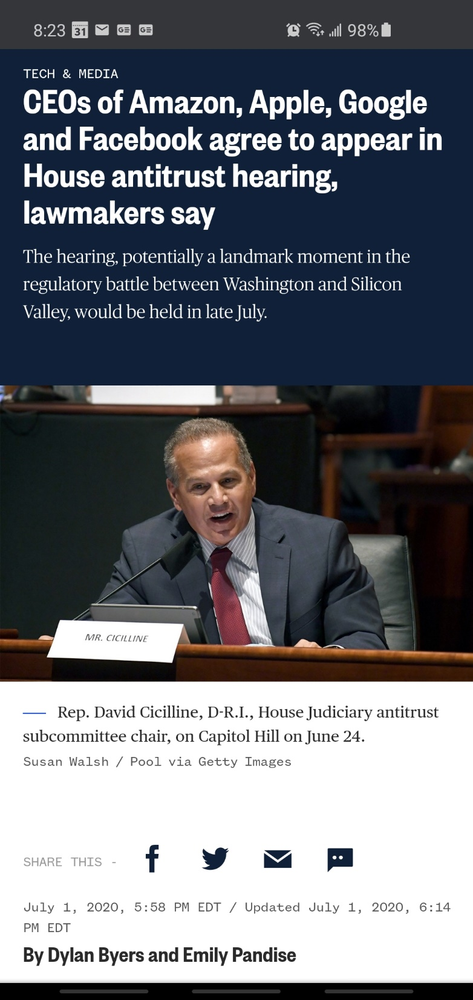 8:23 31 GE GE 98%
TECH & MEDIA
CEOs of Amazon, Apple, Google
and Facebook agree to appear in
House antitrust hearing,
lawmakers say
The hearing, potentially a landmark moment in the
regulatory battle between Washington and Silicon
Valley, would be held in late July.
MR. CICILLINE
Rep. David Cicilline, D-R.I., House Judiciary antitrust
subcommittee chair, on Capitol Hill on June 24.
Susan Walsh / Pool via Getty Images
SHARE THIS -
July 1, 2020, 5:58 PM EDT / Updated July 1, 2020, 6:14
PM EDT
By Dylan Byers and Emily Pandise